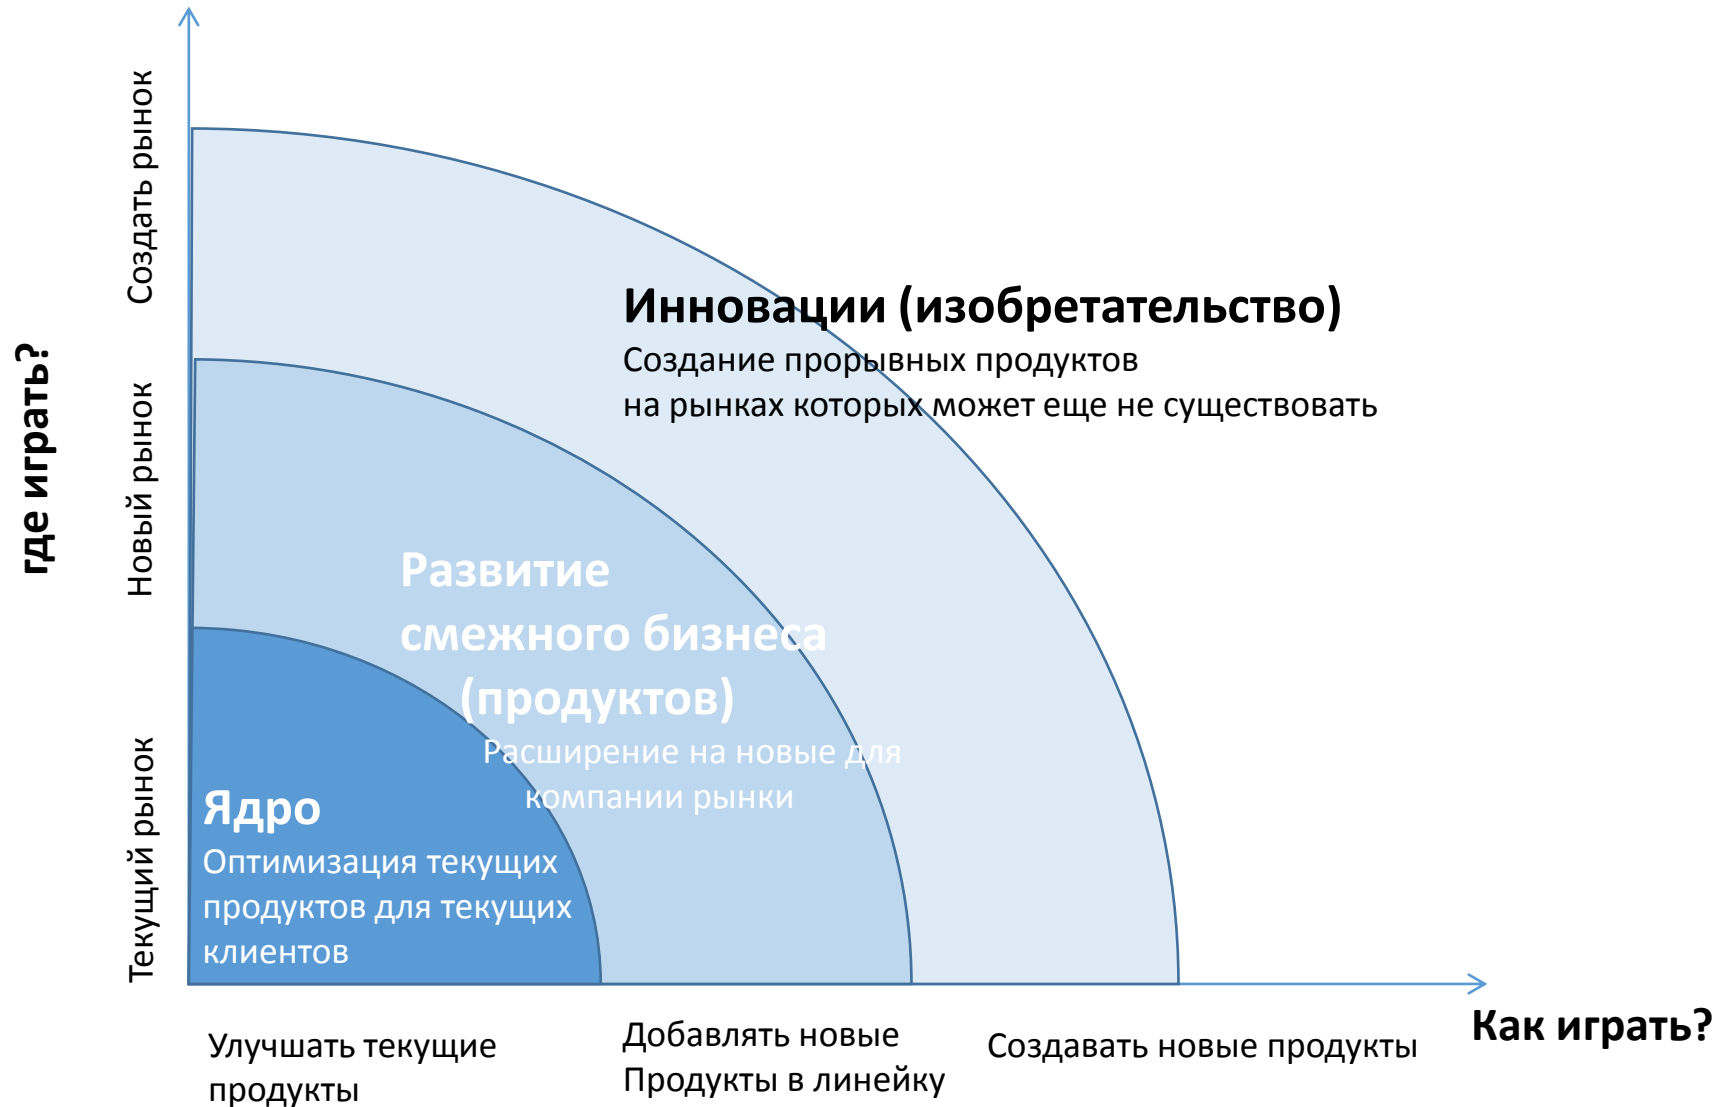 где играть?
Создать рынок
Новый рынок
Текущий рынок
Инновации (изобретательство)
Создание прорывных продуктов
на рынках которых может еще не существовать
Развитие
смежного бизнеса
(продуктов)
Расширение на новые для
компании рынки
Ядро
Оптимизация текущих
продуктов для текущих
клиентов
Улучшать текущие
продукты
Добавлять новые
Продукты в линейку
Создавать новые продукты
Как играть?